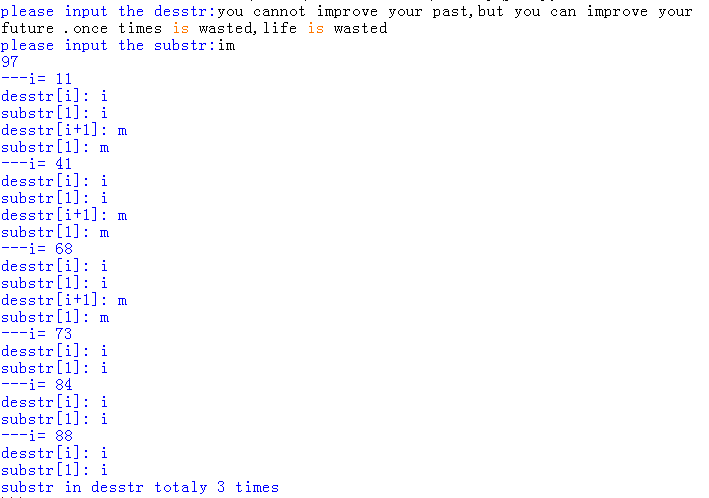 please input the desstr:you cannot improve your past,but you can improve your
future .once times is wasted,life is wasted
please input the substr:im
97
---i= 11
desstr[i]: i
substr[1]: i
desstr[i+1]: m
substr[1]: m
---i= 41
desstr[i]: i
substr[1]: i
desstr[i+1]: m
substr[1]: m
---i= 68
desstr[i]: i
substr[1]: i
desstr[i+1]: m
substr[1]: m
---i= 73
desstr[i]: i
substr[1]: i
---i= 84
desstr[i]: i
substr[1]: i
---i= 88
desstr[i]: i
substr[1]: i
substr in desstr totaly 3 times